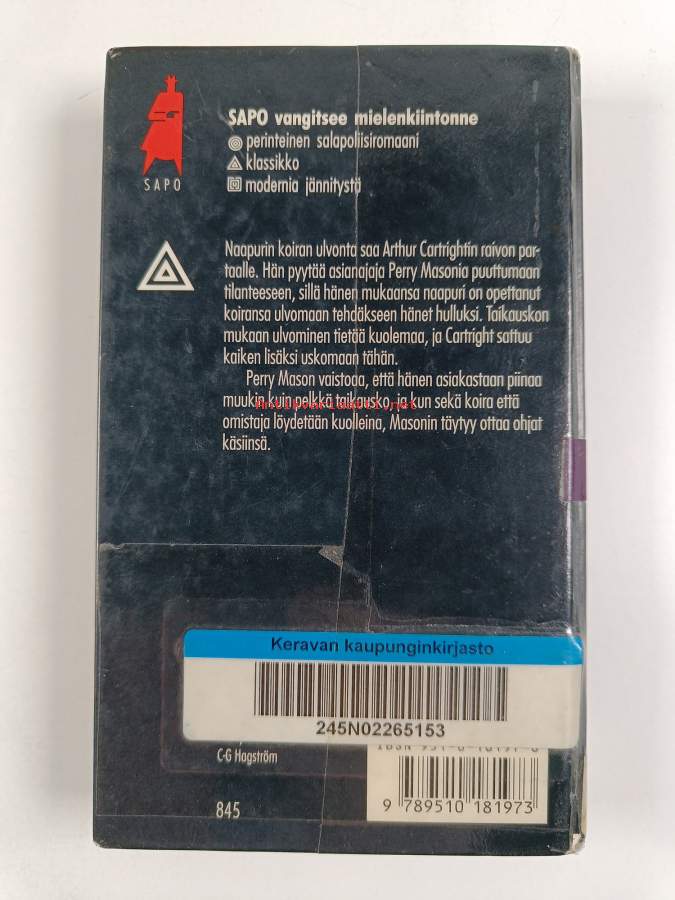 SAPO vangitsee mielenkiintonne
perinteinen salapoliisiromaani
klassikko
modernia jännitystä
SAPO
Naapurin koiran ulvonta saa Arthur Cartrightin raivon par-
taalle. Hän pyytää asianajaja Perry Masonia puuttumaan
tilanteeseen, sillä hänen mukaansa naapuri on opettanut
koiransa ulvomaan tehdäkseen hänet hulluksi. Taikauskon
mukaan ulvominen tietää kuolemaa, ja Cartright sattuu
kaiken lisäksi uskomaan tähän.
Perry Mason vaistoaa, että hänen asiakastaan piinaa
muukin kuin pelkkä taikausko, ja kun sekä koira että
Antikvariaatti.net
omistaja löydetään kuolleina, Masonin täytyy ottaa ohjat
käsiinsä.
Keravan kaupunginkirjasto
245N02265153
C-G Hagström
9 789510 181973
845